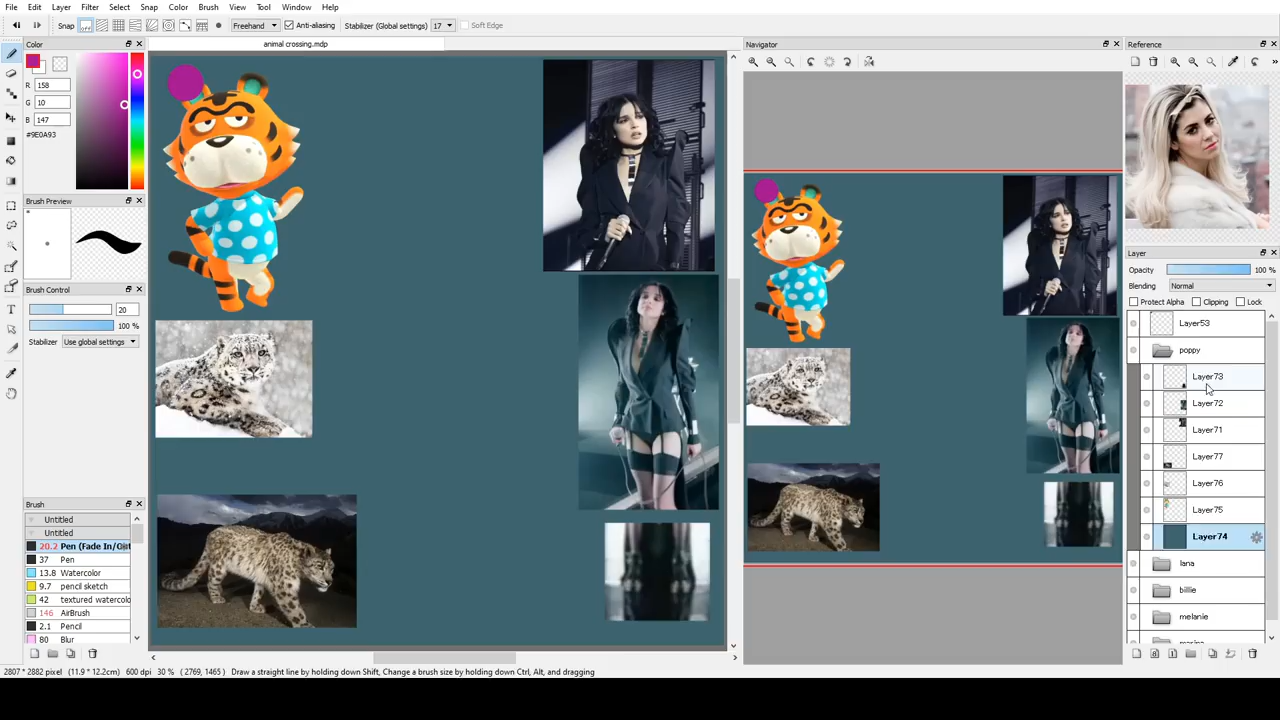 File Edit Layer Filter Snap Color Brush View Tool Window Help
Snap off Freehand Anti-aliasing Stabilizer (Global settings) 17 Soft Edge
Color
animal crossing.mdp
Navigator
Reference
R 158
G 10
B 147
#9E0A93
Brush Preview
Brush Control
20
100 %
Stabilizer Use global settings
Brush
Untitled
Untitled
20.2 Pen (Fade In/Out
37 Pen
13.8 Watercolor
9.7 pencil sketch
42 textured watercolo
146 AirBrush
2.1 Pencil
80 Blur
Layer
Opacity 100 %
Blending Normal
Protect Alpha Clipping Lock
Layer53
poppy
Layer73
Layer72
Layer71
Layer77
Layer76
Layer75
Layer74
lana
billie
melanie
marina
2807 * 2882 pixel (11.9 * 12.2cm) 600 dpi 30 % ( 2769, 1465) Draw a straight line by holding down Shift, Change a brush size by holding down Ctrl, Alt, and dragging